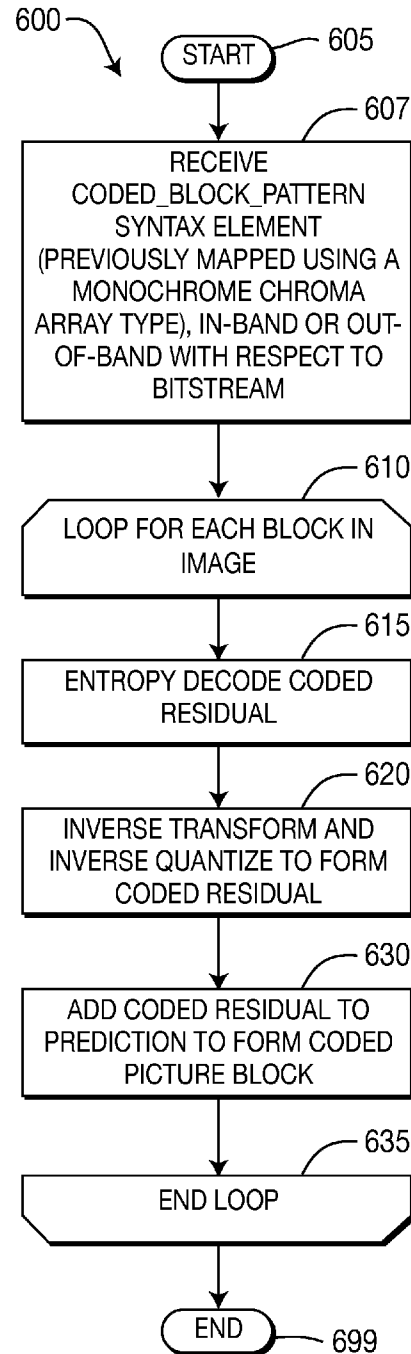 600
START
605
607
RECEIVE
CODED_BLOCK_PATTERN
SYNTAX ELEMENT
(PREVIOUSLY MAPPED USING A
MONOCHROME CHROMA
ARRAY TYPE), IN-BAND OR OUT-
OF-BAND WITH RESPECT TO
BITSTREAM
610
LOOP FOR EACH BLOCK IN
IMAGE
615
ENTROPY DECODE CODED
RESIDUAL
620
INVERSE TRANSFORM AND
INVERSE QUANTIZE TO FORM
CODED RESIDUAL
630
ADD CODED RESIDUAL TO
PREDICTION TO FORM CODED
PICTURE BLOCK
635
END LOOP
END
699